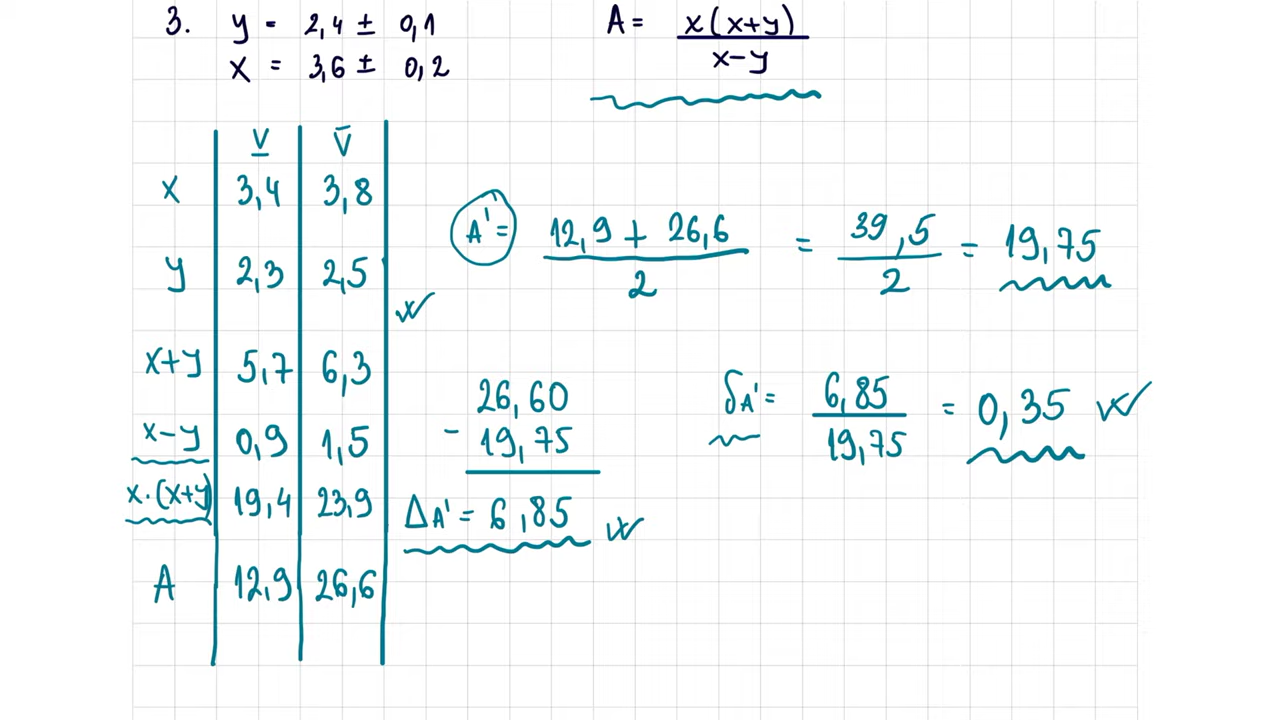 3. y = 2,4 ± 0,1
x = 3,6 ± 0,2
A = x(x+y) / x-y
V̲ V̄
x 3,4 3,8
y 2,3 2,5
x+y 5,7 6,3
x-y 0,9 1,5
x·(x+y) 19,4 23,9
A 12,9 26,6
A' = 12,9 + 26,6 / 2 = 39,5 / 2 = 19,75
26,60
- 19,75
ΔA' = 6,85
δA' = 6,85 / 19,75 = 0,35